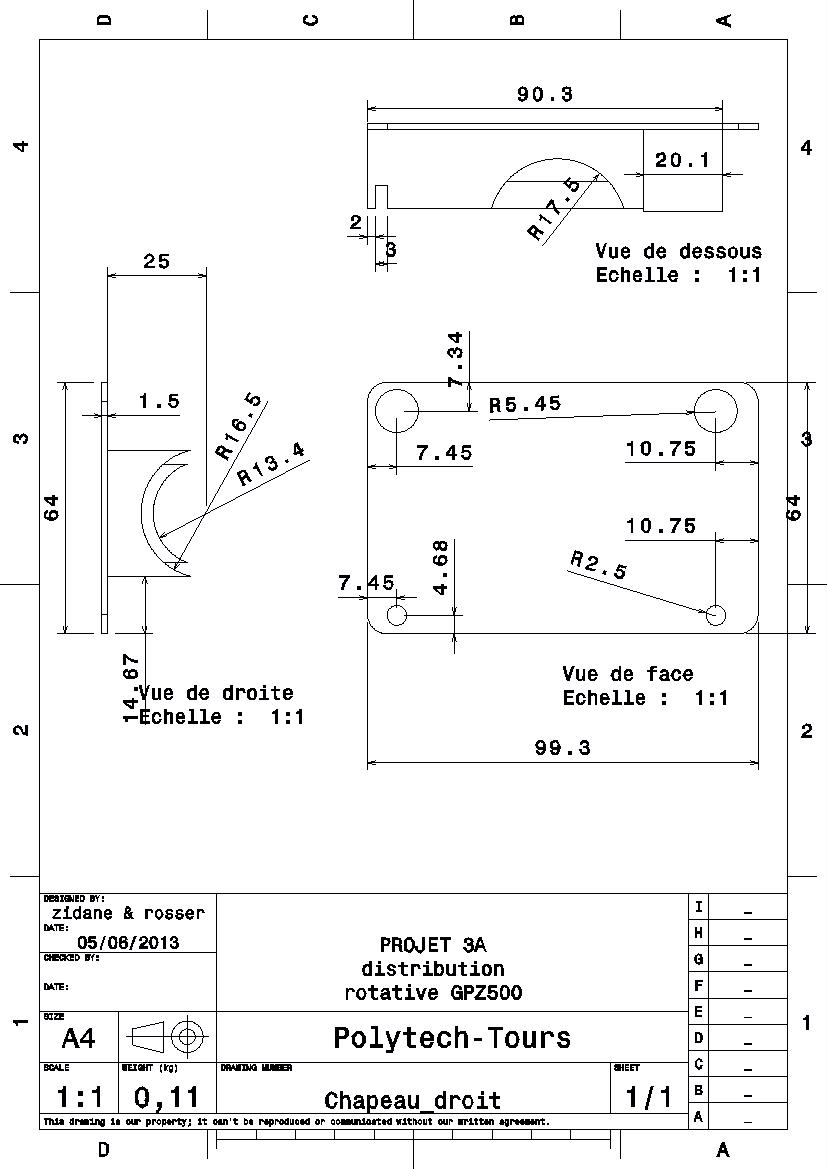 D C B A
4 4
90.3
20.1
R17.5
2
3
Vue de dessous
Echelle : 1:1
25
1.5
R16.5
R13.4
64
14.67
Vue de droite
Echelle : 1:1
3 3
7.34
R5.45
7.45
10.75
64
10.75
4.68
7.45
R2.5
Vue de face
Echelle : 1:1
99.3
2 2
DESIGNED BY:
zidane & rosser
DATE:
05/06/2013
CHECKED BY:
DATE:
PROJET 3A
distribution
rotative GPZ500
SIZE
A4
Polytech-Tours
SCALE
1:1
WEIGHT (kg)
0,11
DRAWING NUMBER
Chapeau_droit
SHEET
1/1
This drawing is our property; it can't be reproduced or communicated without our written agreement.
I _
H _
G _
F _
E _
D _
C _
B _
A _
1 1
D A